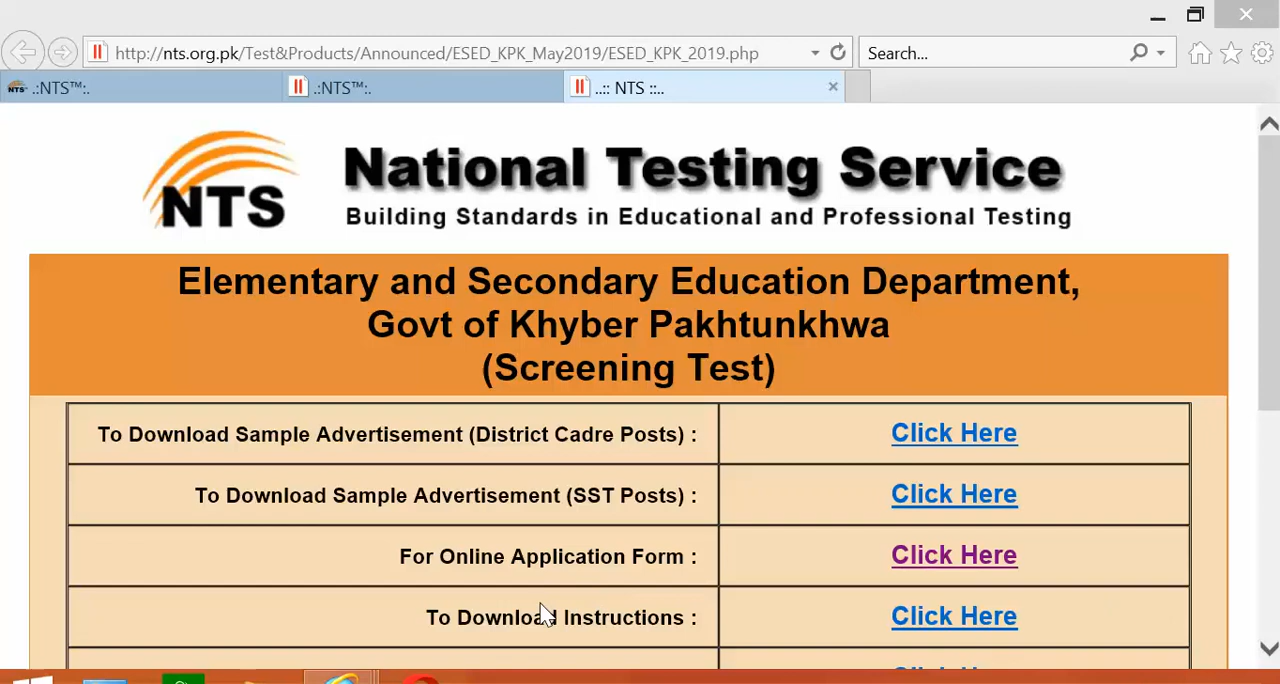 http://nts.org.pk/Test&Products/Announced/ESED_KPK_May2019/ESED_KPK_2019.php
Search...
NTS .:NTS™:.
.:NTS™:.
..:: NTS ::..
NTS
National Testing Service
Building Standards in Educational and Professional Testing
Elementary and Secondary Education Department,
Govt of Khyber Pakhtunkhwa
(Screening Test)
To Download Sample Advertisement (District Cadre Posts) : Click Here
To Download Sample Advertisement (SST Posts) : Click Here
For Online Application Form : Click Here
To Download Instructions : Click Here